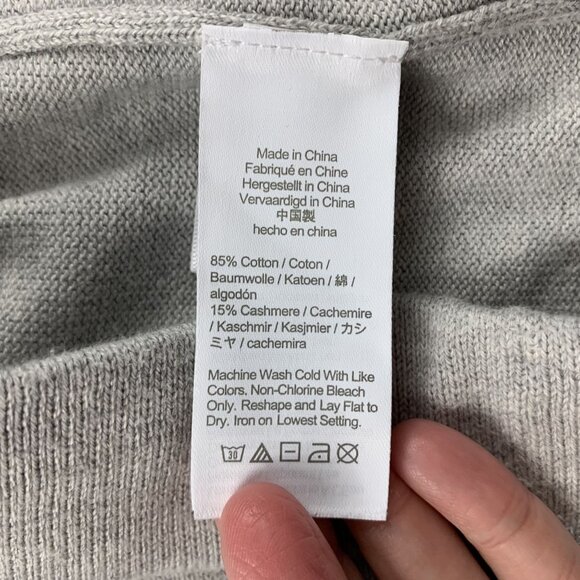 Made in China
Fabriqué en Chine
Hergestellt in China
Vervaardigd in China
中国製
hecho en china
85% Cotton / Coton /
Baumwolle / Katoen / 綿 /
algodón
15% Cashmere / Cachemire
/ Kaschmir / Kasjmier / カシ
ミヤ / cachemira
Machine Wash Cold With Like
Colors. Non-Chlorine Bleach
Only. Reshape and Lay Flat to
Dry. Iron on Lowest Setting.
30